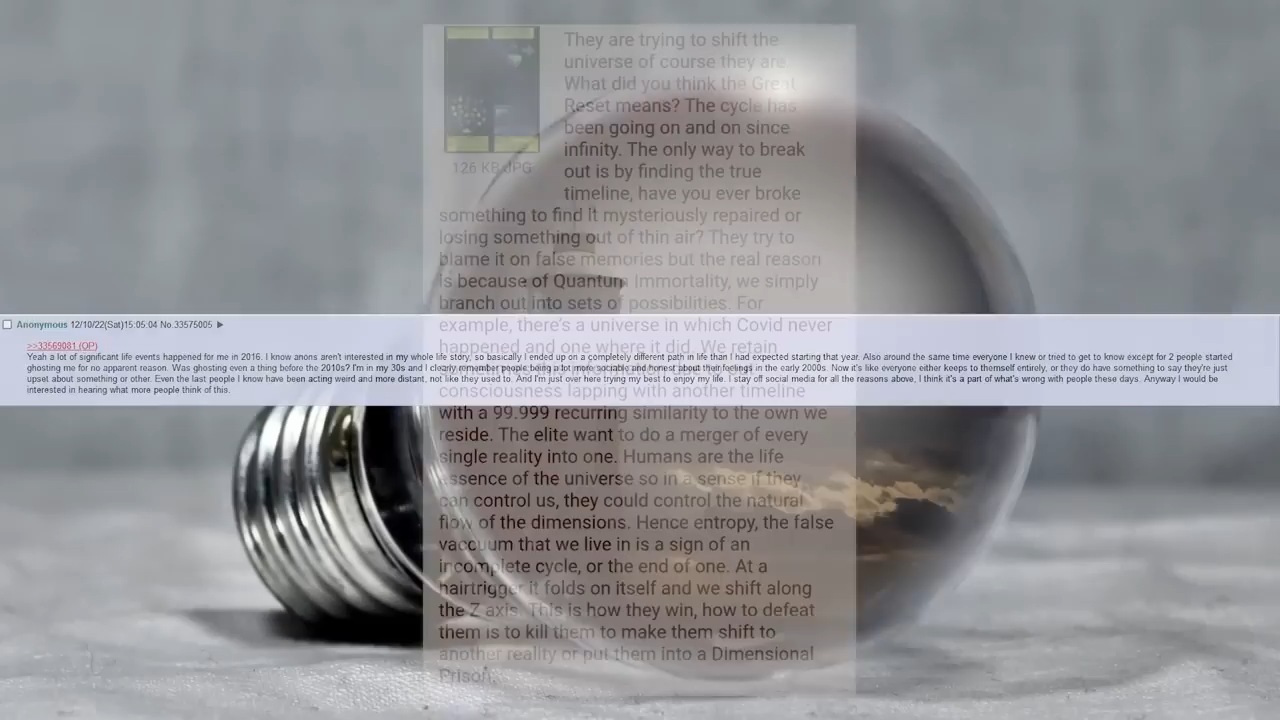 They are trying to shift the
universe of course they are
What did you think the Great
Reset means? The cycle has
been going on and on since
infinity. The only way to break
out is by finding the true
timeline, have you ever broke
126 KB JPG
something to find it mysteriously repaired or
losing something out of thin air? They try to
blame it on false memories but the real reason
is because of Quantum Immortality, we simply
branch out into sets of possibilities. For
example, there's a universe in which Covid never
happened and one where it did. We retain
consciousness lapping with another timeline
with a 99.999 recurring similarity to the own we
reside. The elite want to do a merger of every
single reality into one. Humans are the life
essence of the universe so in a sense if they
can control us, they could control the natural
flow of the dimensions. Hence entropy, the false
vaccuum that we live in is a sign of an
incomplete cycle, or the end of one. At a
hairtrigger it folds on itself and we shift along
the Z axis. This is how they win, how to defeat
them is to kill them to make them shift to
another reality or put them into a Dimensional
Prison.
Anonymous 12/10/22(Sat)15:05:04 No.33575005
>>33569081 (OP)
Yeah a lot of significant life events happened for me in 2016. I know anons aren't interested in my whole life story, so basically I ended up on a completely different path in life than I had expected starting that year. Also around the same time everyone I knew or tried to get to know except for 2 people started
ghosting me for no apparent reason. Was ghosting even a thing before the 2010s? I'm in my 30s and I clearly remember people being a lot more sociable and honest about their feelings in the early 2000s. Now it's like everyone either keeps to themself entirely, or they do have something to say they're just
upset about something or other. Even the last people I know have been acting weird and more distant, not like they used to. And I'm just over here trying my best to enjoy my life. I stay off social media for all the reasons above, I think it's a part of what's wrong with people these days. Anyway I would be
interested in hearing what more people think of this.